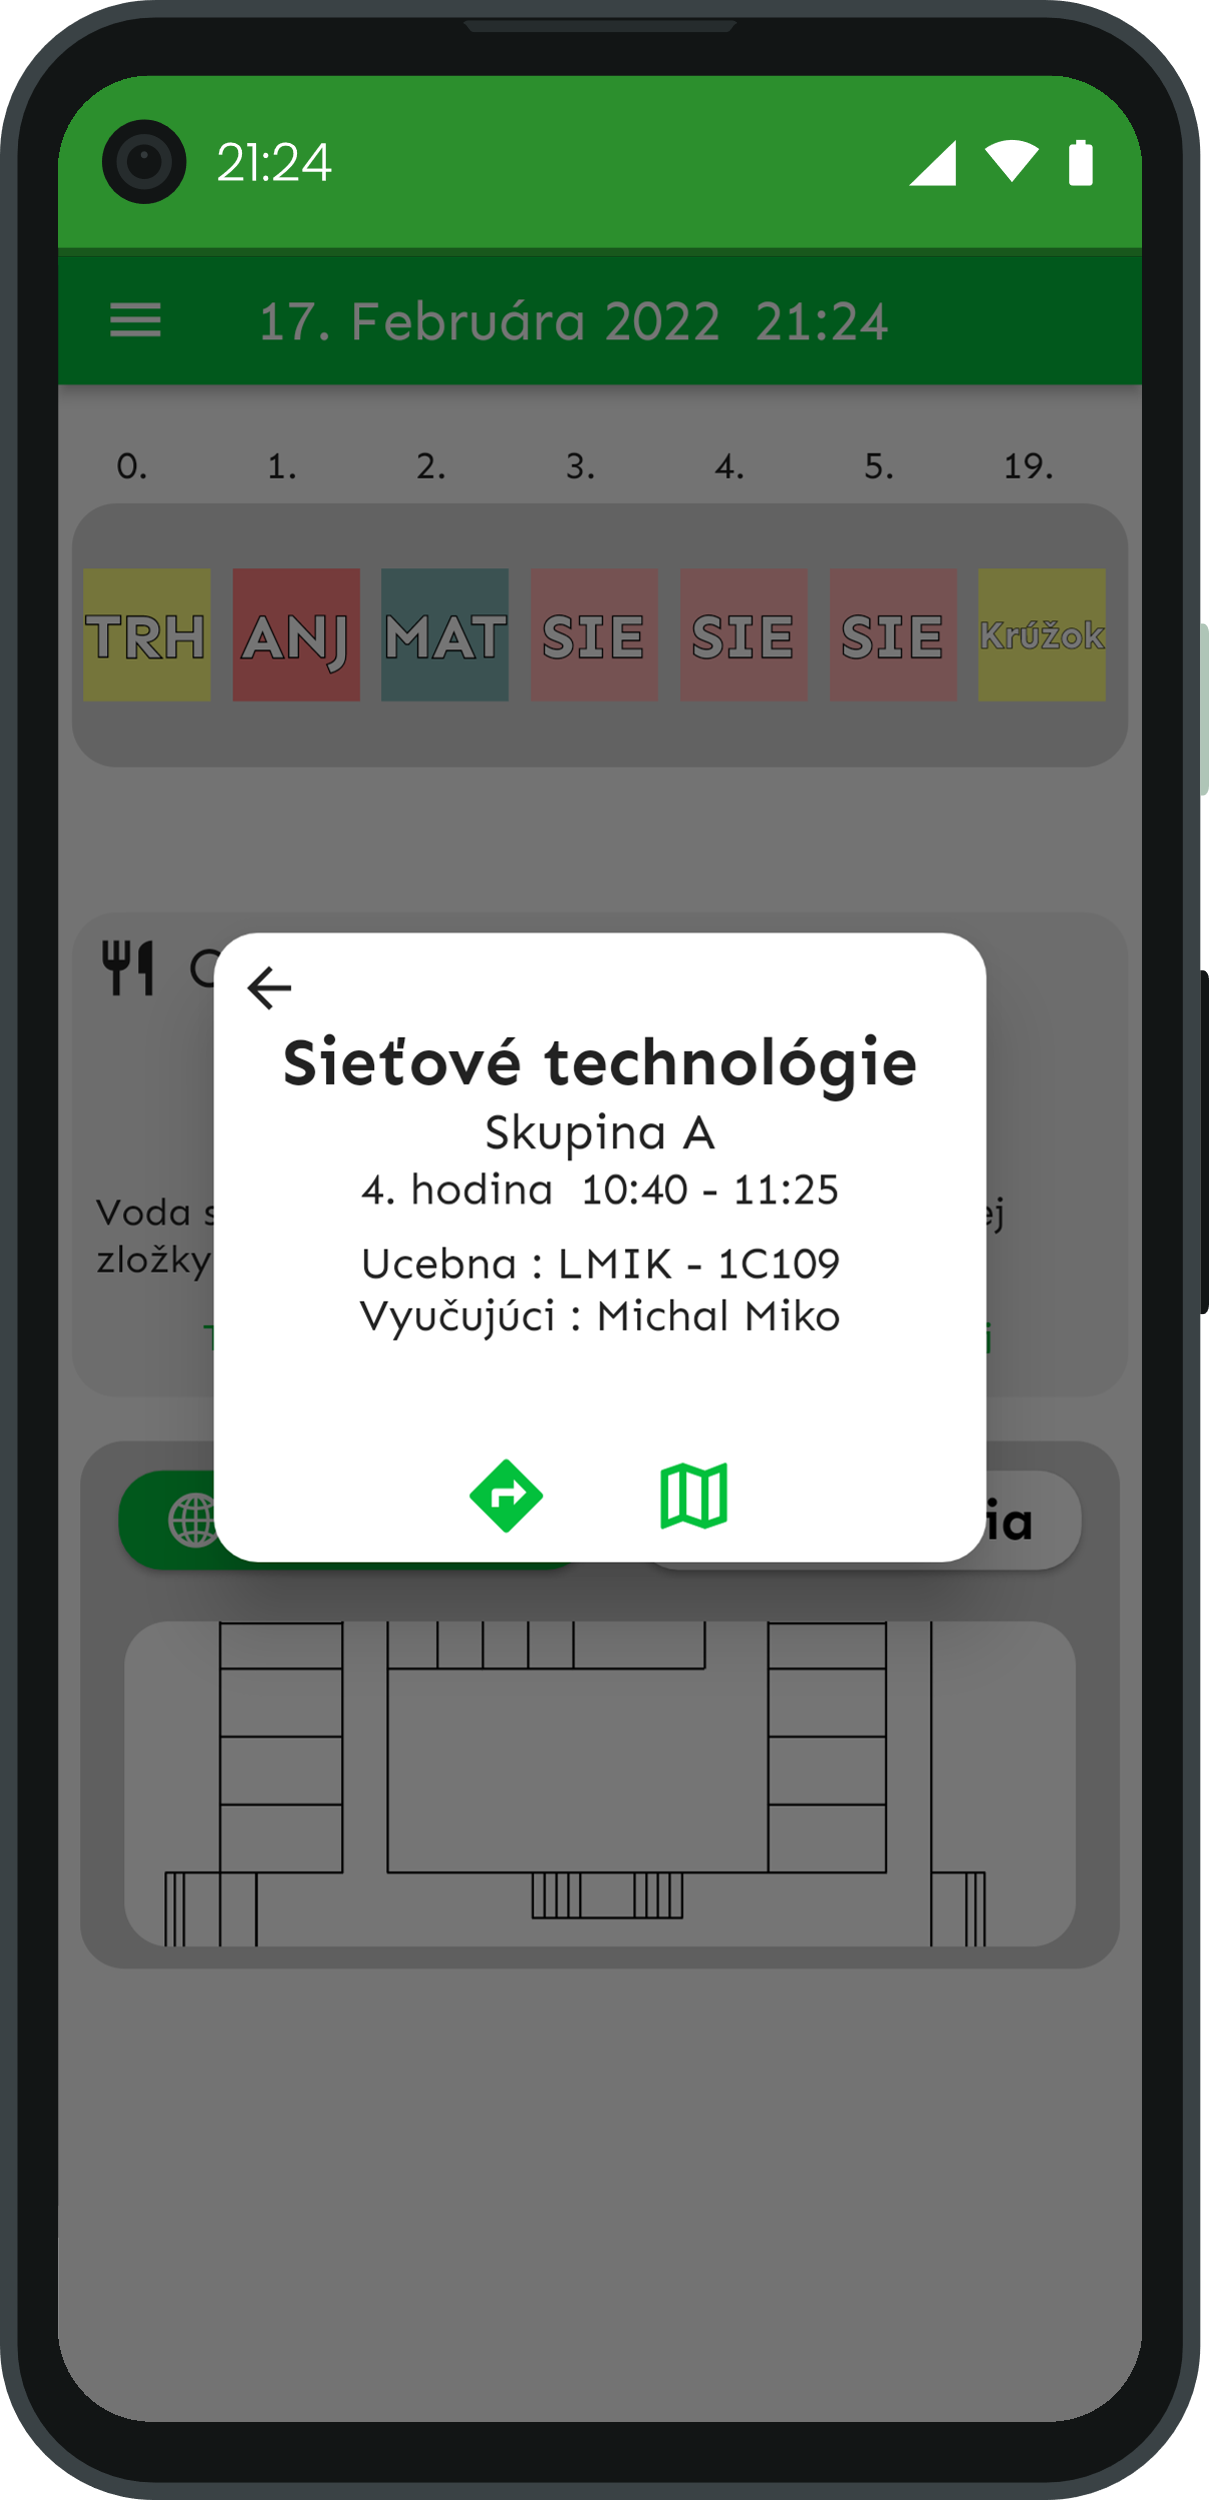 21:24
17. Februára 2022 21:24
0. 1. 2. 3. 4. 5. 19.
TRH ANJ MAT SIE SIE SIE Krúžok
Sieťové technológie
Skupina A
4. hodina 10:40 - 11:25
Voda
zložky
Ucebna : LMIK - 1C109
Vyučujúci : Michal Miko